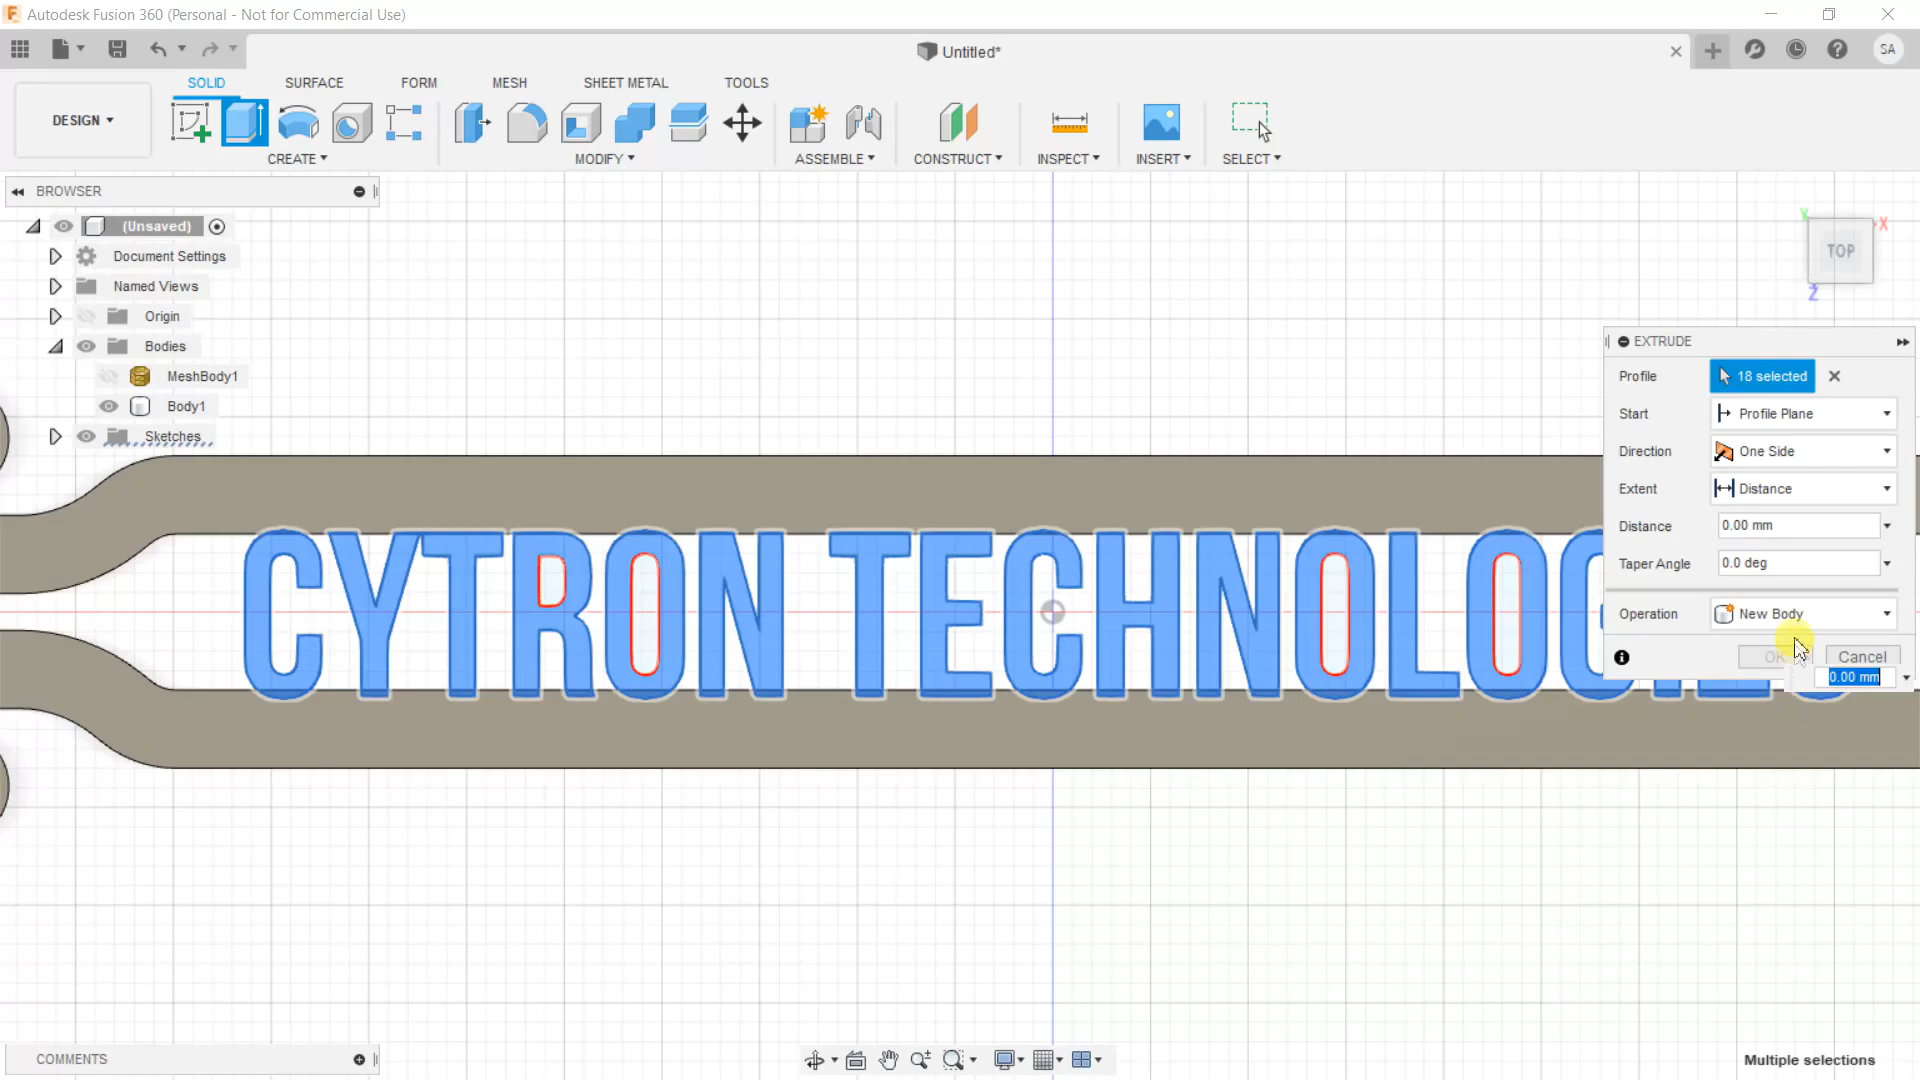 Autodesk Fusion 360 (Personal - Not for Commercial Use)
Untitled*
SA
DESIGN
SOLID SURFACE FORM MESH SHEET METAL TOOLS
CREATE MODIFY ASSEMBLE CONSTRUCT INSPECT INSERT SELECT
BROWSER
(Unsaved)
Document Settings
Named Views
Origin
Bodies
MeshBody1
Body1
Sketches
Y
X
TOP
Z
EXTRUDE
Profile 18 selected
Start Profile Plane
Direction One Side
Extent Distance
Distance 0.00 mm
Taper Angle 0.0 deg
Operation New Body
OK Cancel
0.00 mm
CYTRON TECHNOLO
COMMENTS
Multiple selections